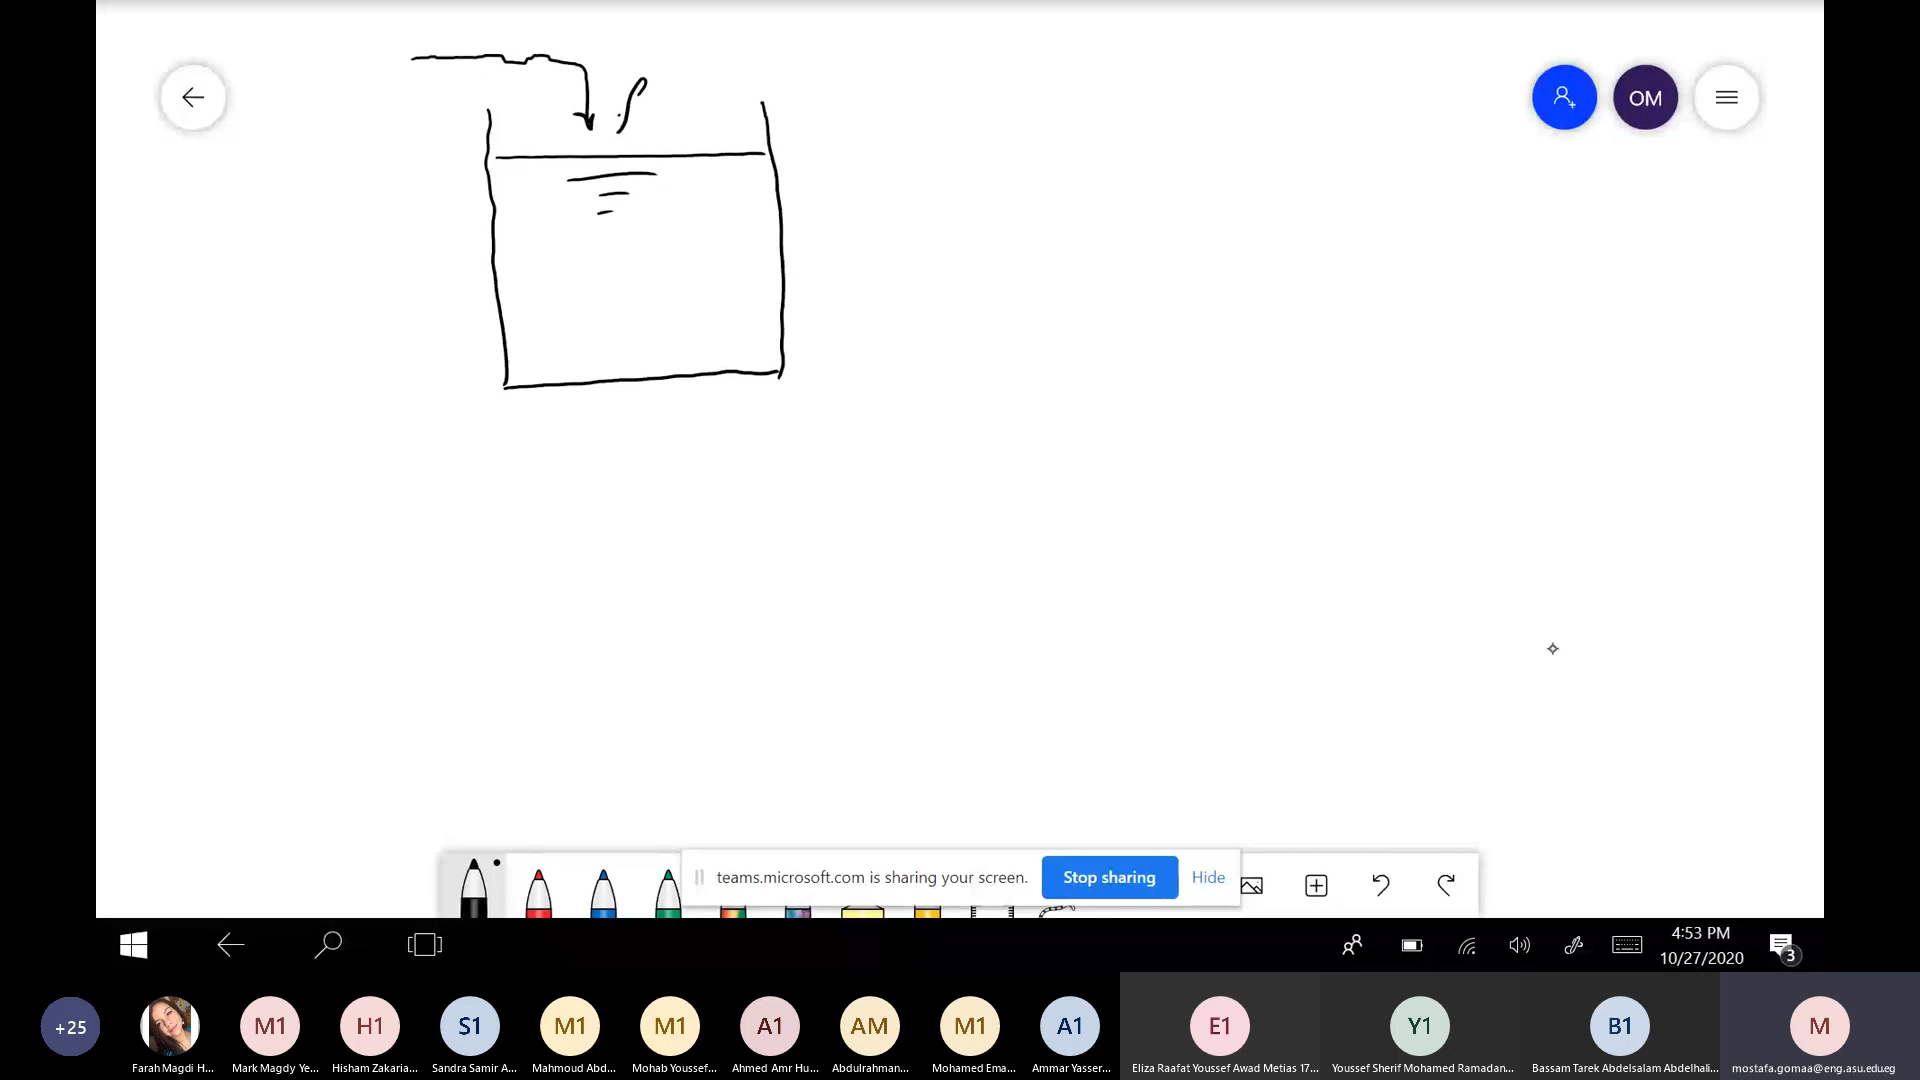 f
OM
teams.microsoft.com is sharing your screen.
Stop sharing
Hide
4:53 PM
10/27/2020
3
+25
M1
H1
S1
M1
M1
A1
AM
M1
A1
E1
Y1
B1
M
Farah Magdi H...
Mark Magdy Ye...
Hisham Zakaria...
Sandra Samir A...
Mahmoud Abd...
Mohab Youssef...
Ahmed Amr Hu...
Abdulrahman...
Mohamed Ema...
Ammar Yasser...
Eliza Raafat Youssef Awad Metias 17...
Youssef Sherif Mohamed Ramadan...
Bassam Tarek Abdelsalam Abdelhali...
mostafa.gomaa@eng.asu.edu.eg